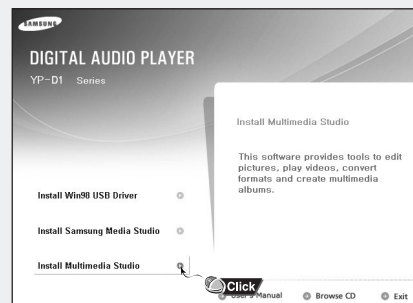 SAMSUNG
DIGITAL AUDIO PLAYER
YP-D1 Series
Install Multimedia Studio
This software provides tools to edit
pictures, play videos, convert
formats and create multimedia
albums.
Install Win98 USB Driver
Install Samsung Media Studio
Install Multimedia Studio
Click
User's Manual Browse CD Exit